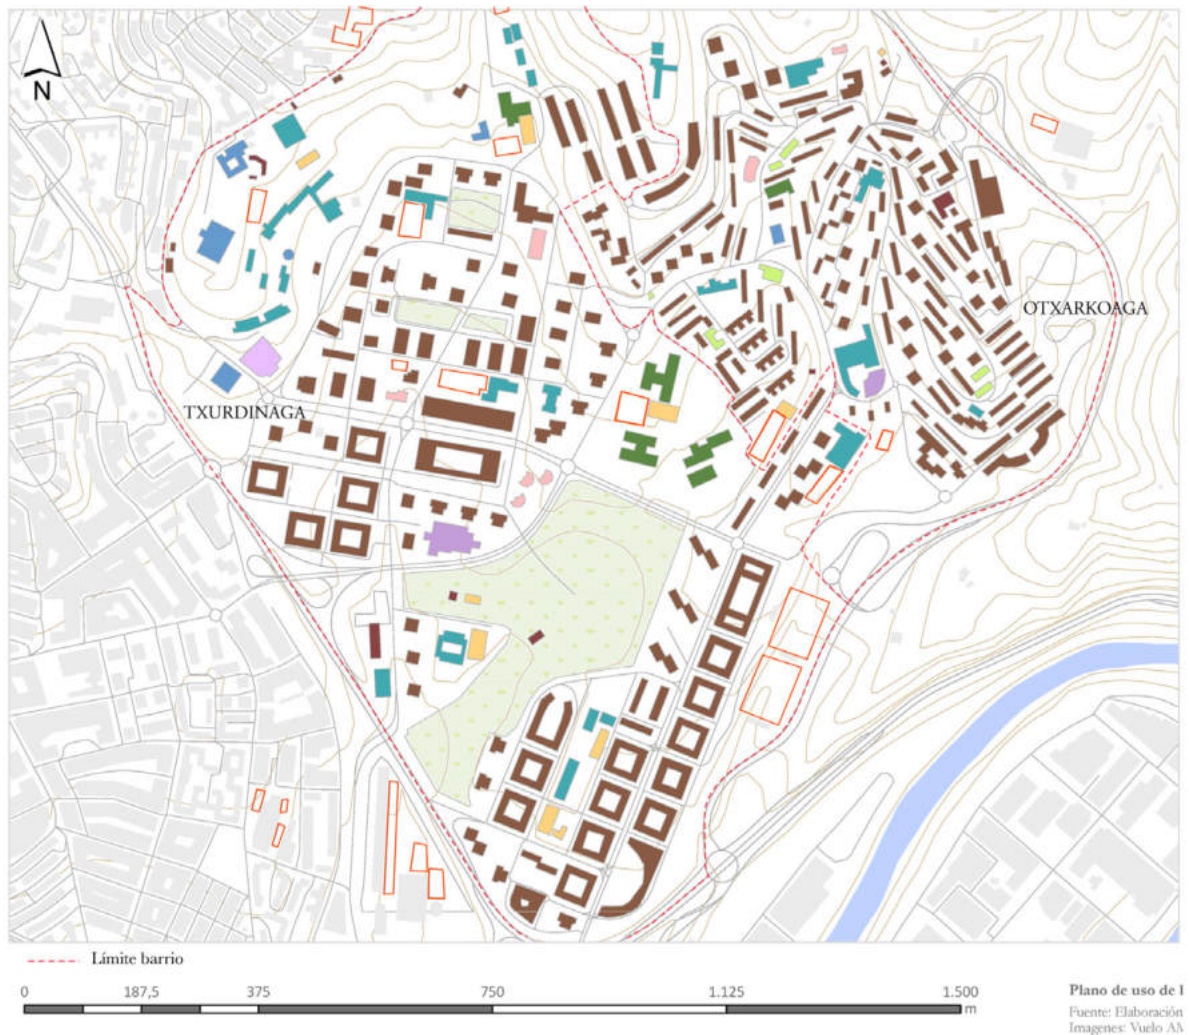 N
OTXARKOAGA
TXURDINAGA
Límite barrio
0 187,5 375 750 1.125 1.500
m
Plano de uso de l
Fuente: Elaboración
Imagenes: Vuelo